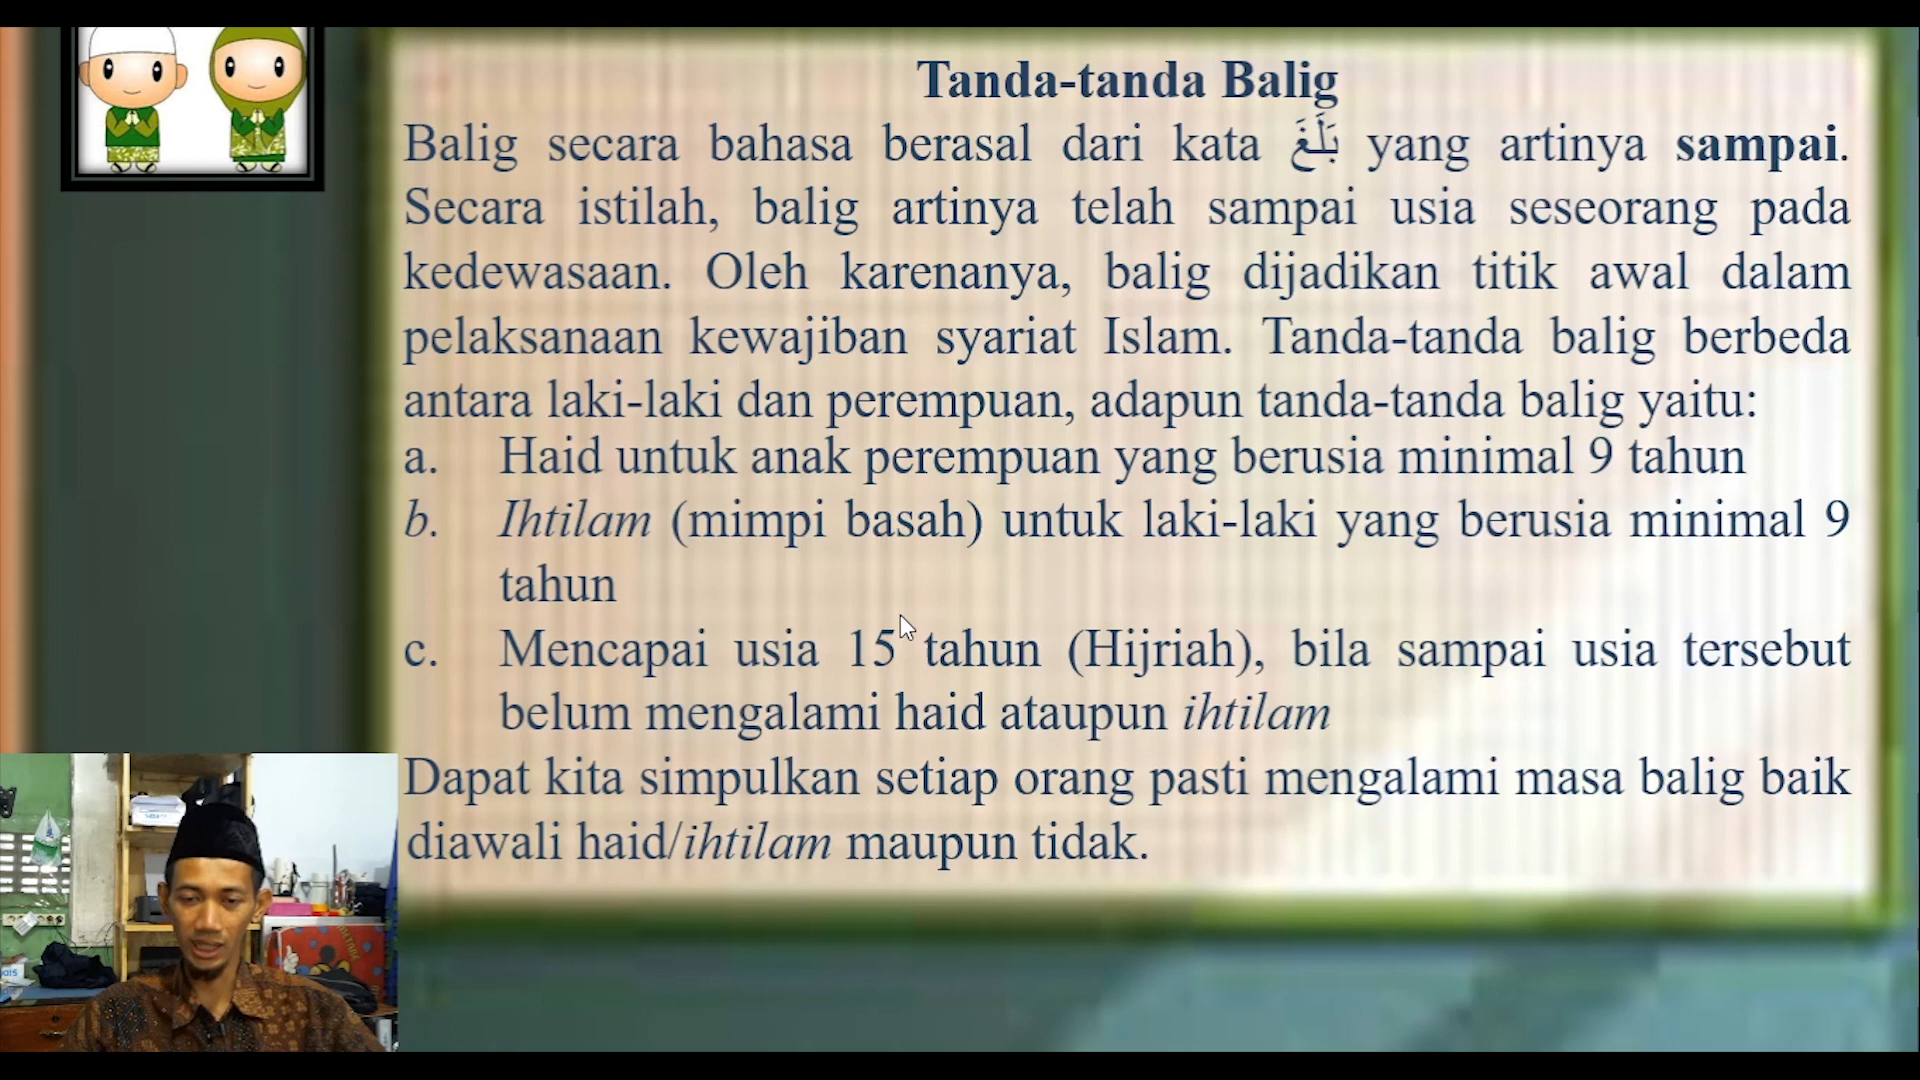 Tanda-tanda Balig
Balig secara bahasa berasal dari kata بَلَغَ yang artinya sampai.
Secara istilah, balig artinya telah sampai usia seseorang pada
kedewasaan. Oleh karenanya, balig dijadikan titik awal dalam
pelaksanaan kewajiban syariat Islam. Tanda-tanda balig berbeda
antara laki-laki dan perempuan, adapun tanda-tanda balig yaitu:
a. Haid untuk anak perempuan yang berusia minimal 9 tahun
b. Ihtilam (mimpi basah) untuk laki-laki yang berusia minimal 9
tahun
c. Mencapai usia 15 tahun (Hijriah), bila sampai usia tersebut
belum mengalami haid ataupun ihtilam
Dapat kita simpulkan setiap orang pasti mengalami masa balig baik
diawali haid/ihtilam maupun tidak.